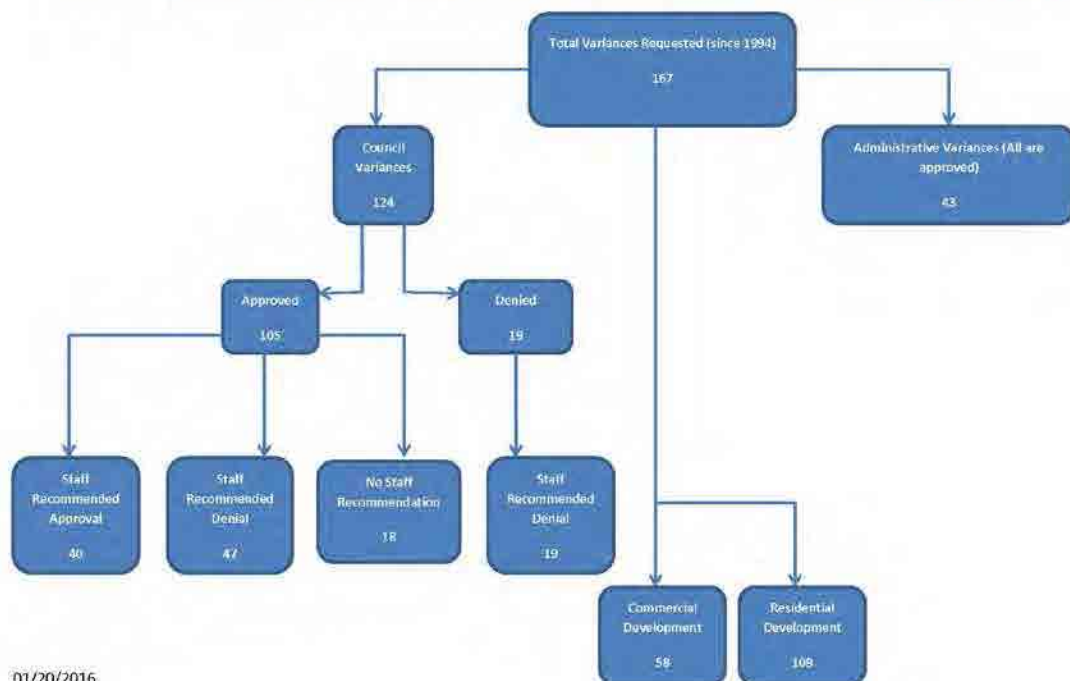 Total Variances Requested (since 1994)
167
Council
Variances
124
Administrative Variances (All are
approved)
43
Approved
105
Denied
19
Staff
Recommended
Approval
40
Staff
Recommended
Denial
47
No Staff
Recommendation
18
Staff
Recommended
Denial
19
Commercial
Development
58
Residential
Development
109
01/20/2016